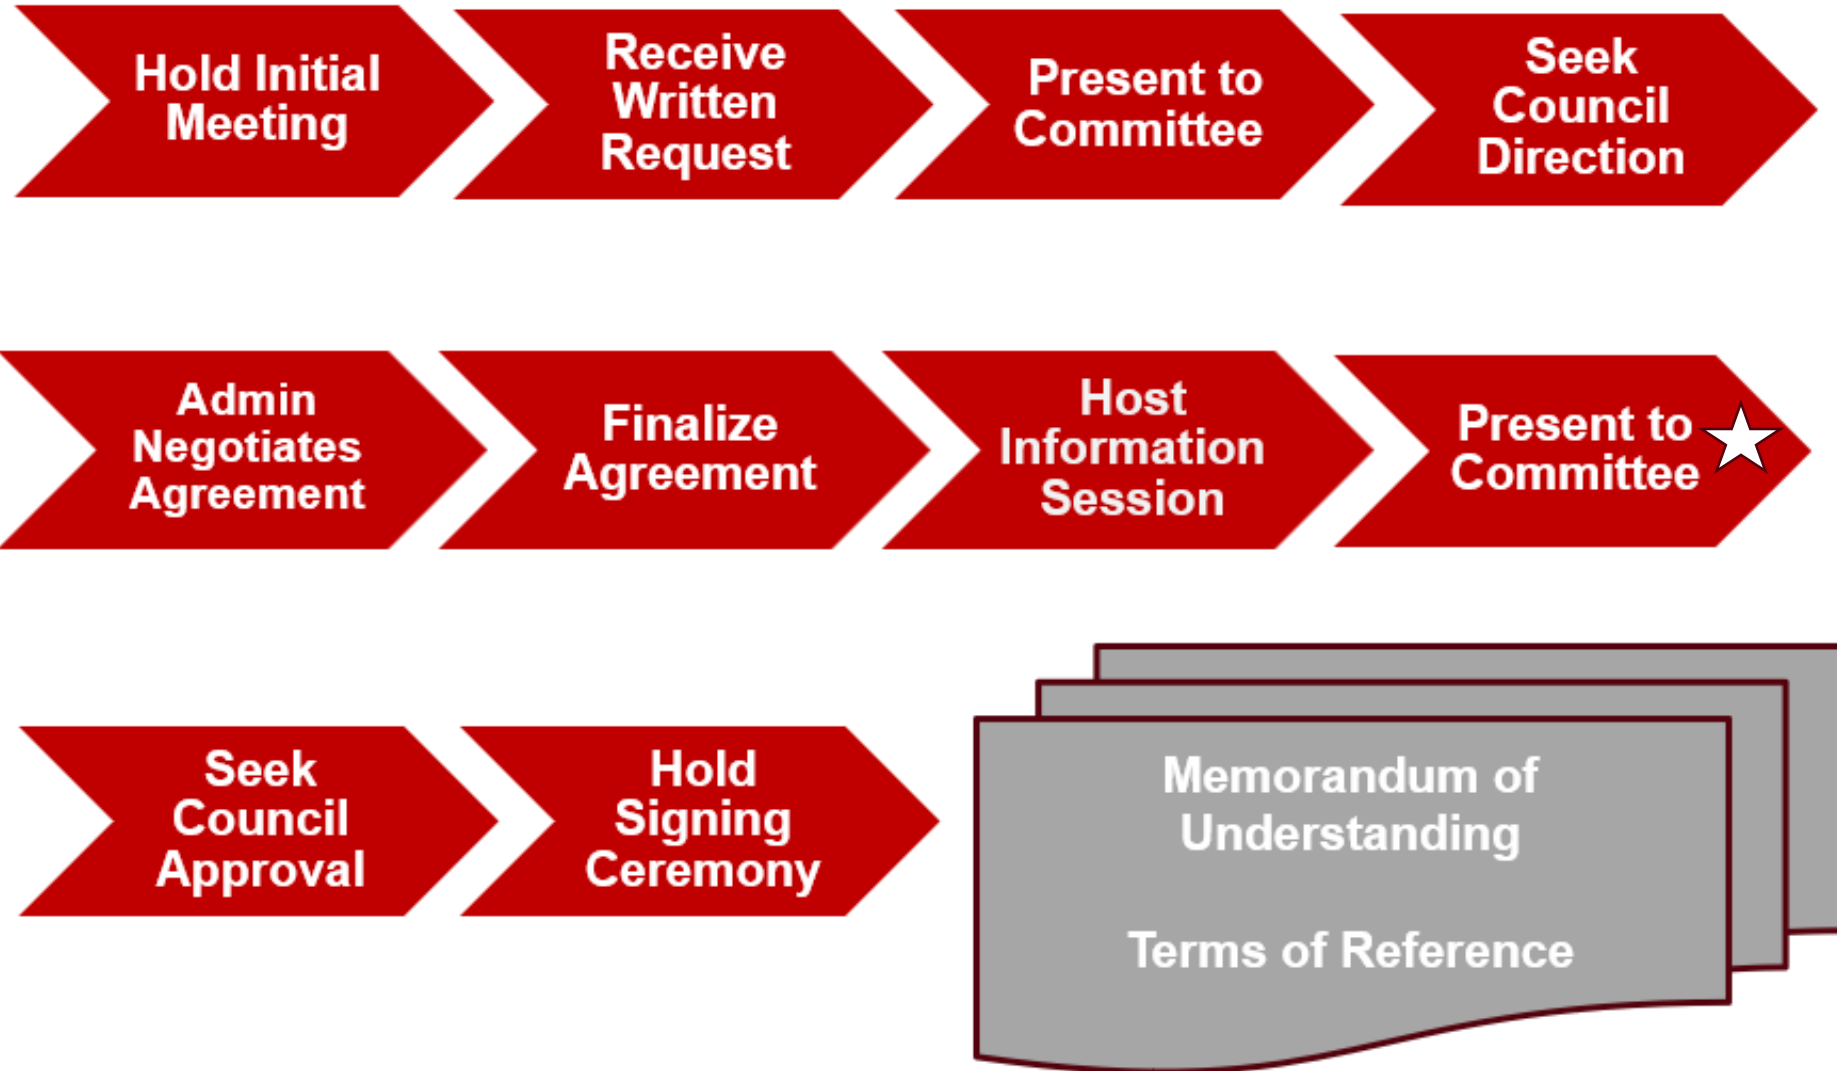 Hold Initial
Meeting
Receive
Written
Request
Present to
Committee
Seek
Council
Direction
Admin
Negotiates
Agreement
Finalize
Agreement
Host
Information
Session
Present to
Committee
Seek
Council
Approval
Hold
Signing
Ceremony
Memorandum of
Understanding
Terms of Reference